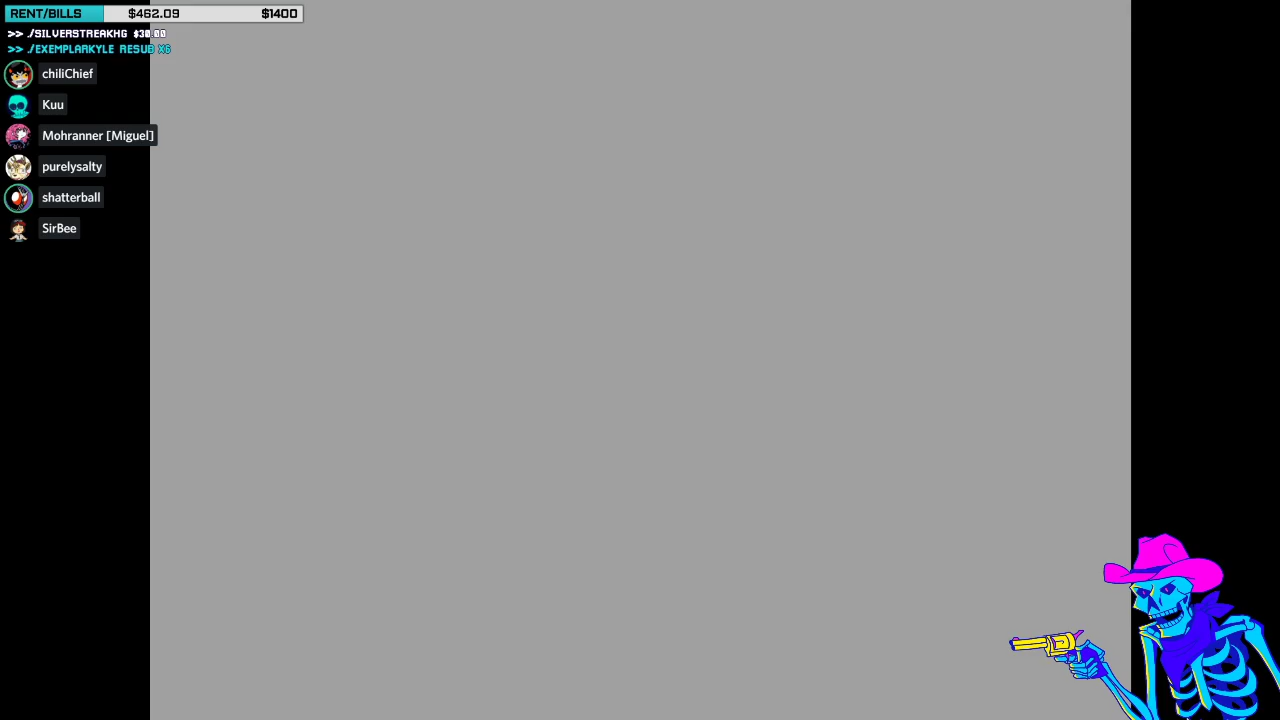 RENT/BILLS $462.09 $1400
>> ./SILVERSTREAKHG $30.00
>> ./EXEMPLARKYLE RESUB X6
chiliChief
Kuu
Mohranner [Miguel]
purelysalty
shatterball
SirBee